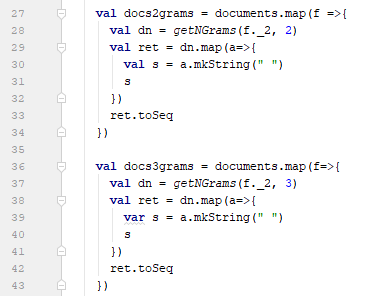 27 val docs2grams = documents.map(f =>{
28 val dn = getNGrams(f._2, 2)
29 val ret = dn.map(a=>{
30 val s = a.mkString(" ")
31 s
32 })
33 ret.toSeq
34 })
35
36 val docs3grams = documents.map(f=>{
37 val dn = getNGrams(f._2, 3)
38 val ret = dn.map(a=>{
39 var s = a.mkString(" ")
40 s
41 })
42 ret.toSeq
43 })